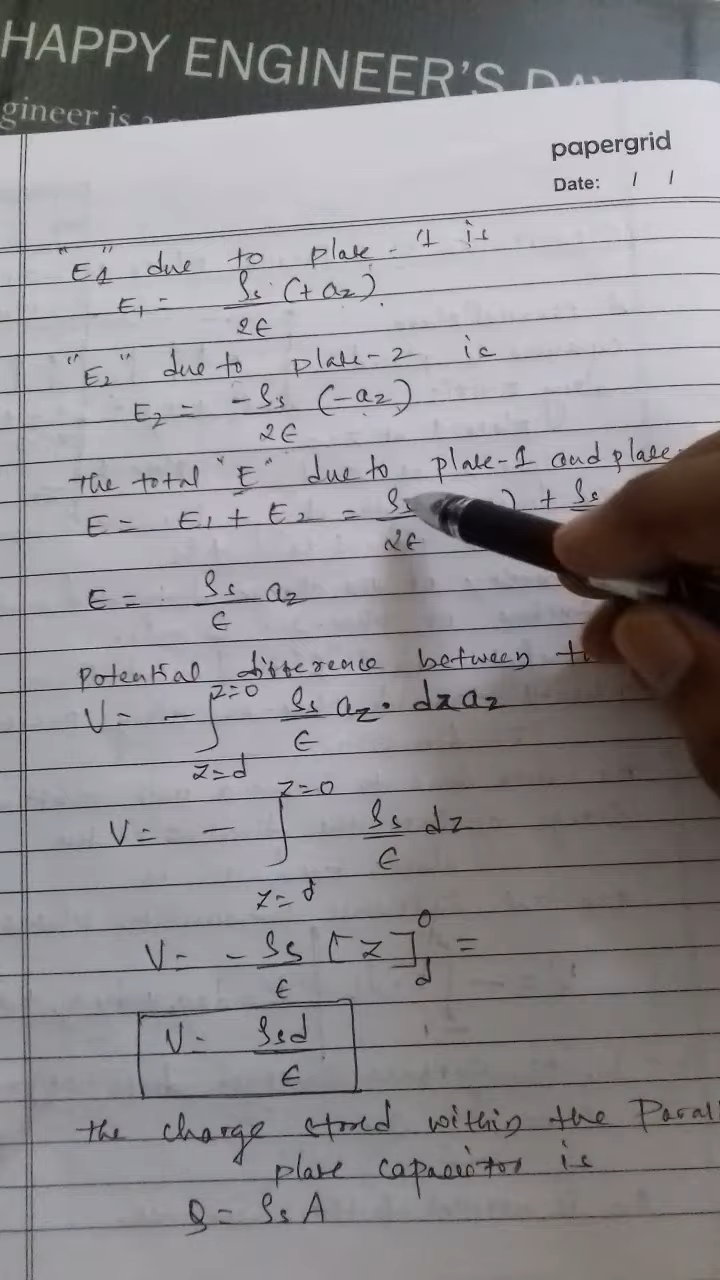 HAPPY ENGINEER'S DAY
gineer is a
papergrid
Date: / /
"E1" due to plate - 1 is
E1 = ρs/2ϵ (+az)
"E2" due to plate-2 is
E2 = -ρs/2ϵ (-az)
The total "E" due to plate-1 and plate-
E = E1 + E2 = ρs/2ϵ ) + ρs
E = ρs/ϵ az
Potential difference between
V = - ∫_{z=d}^{z=0} ρs/ϵ az . dz az
V = - ∫_{z=d}^{z=0} ρs/ϵ dz
V = - ρs/ϵ [z]_d^0 =
V = ρsd/ϵ
the charge stored within the Paral
plate capacitor is
Q = ρs A